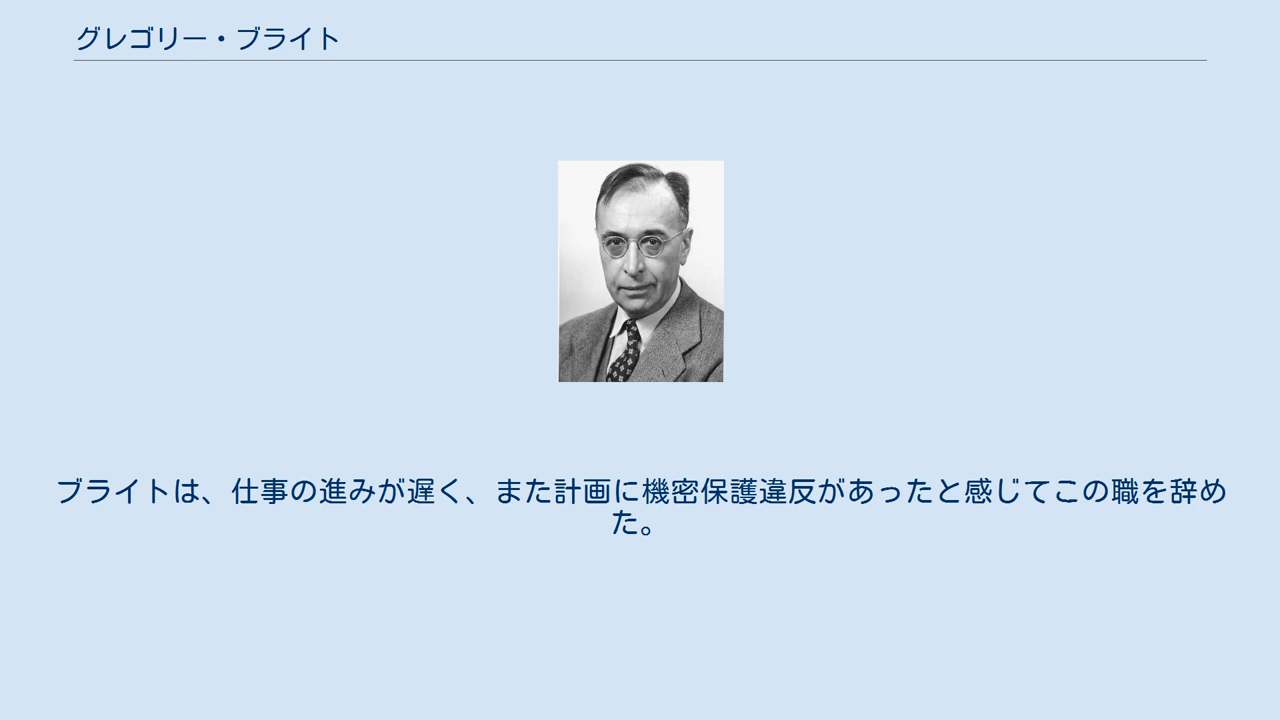 グレゴリー・ブライト
ブライトは、仕事の進みが遅く、また計画に機密保護違反があったと感じてこの職を辞め
た。